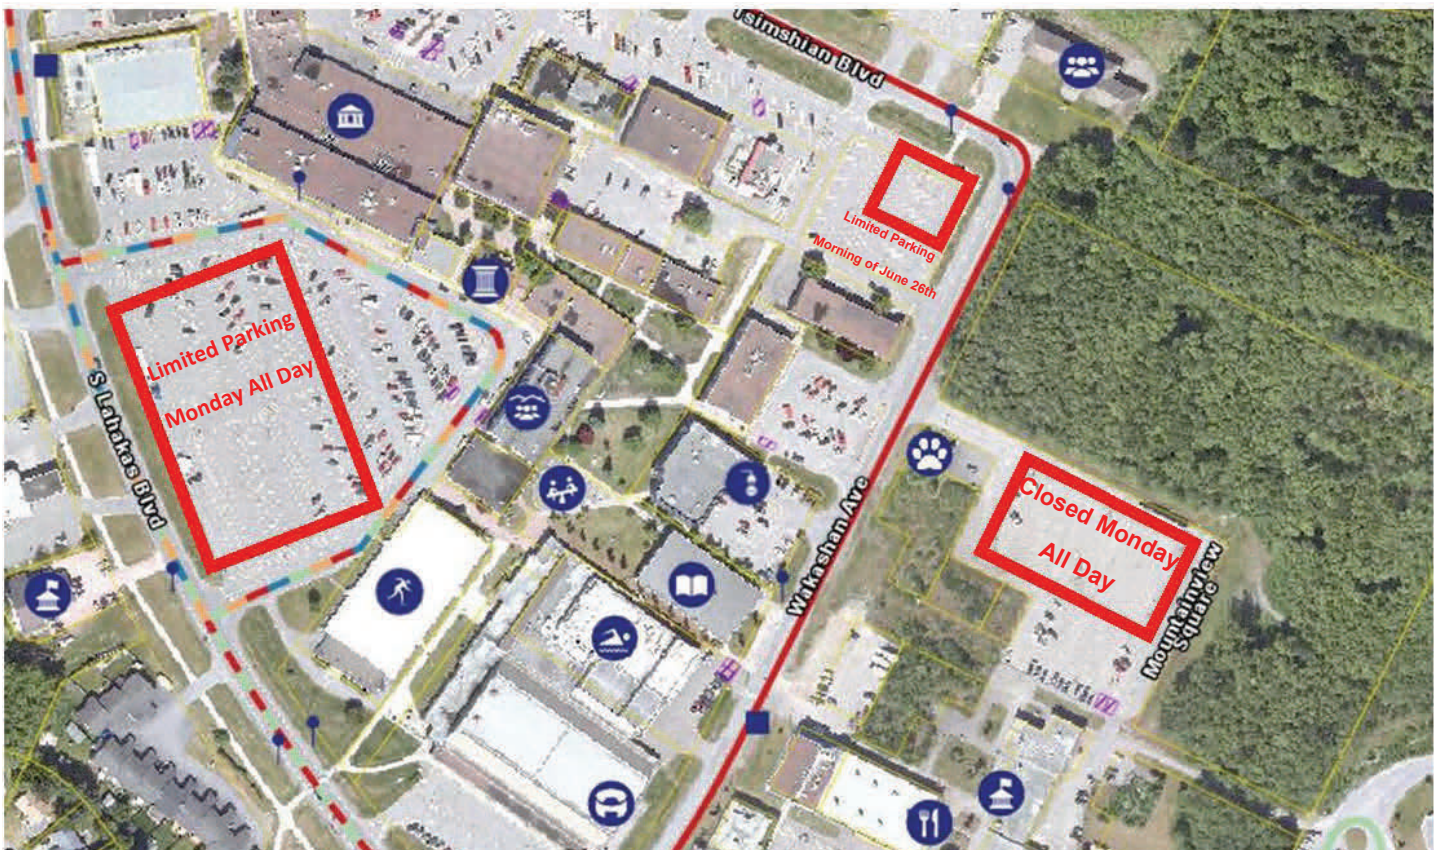 Tsimshian Blvd
Limited Parking
Morning of June 26th
Limited Parking
Monday All Day
S Lahakas Blvd
Wakashan Ave
Closed Monday
All Day
Mountainview
Square